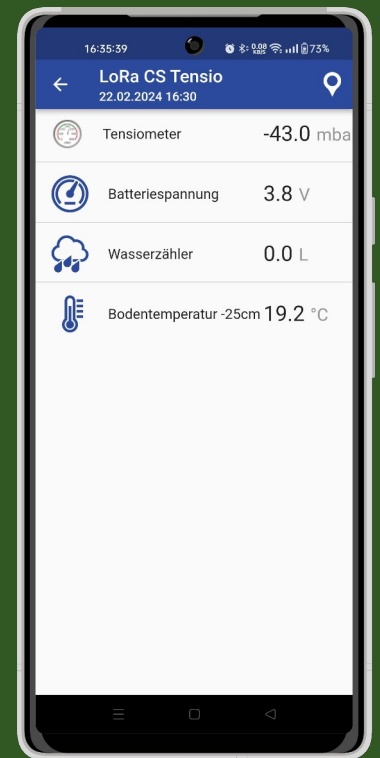 16:35:39
0.08 KB/S 73%
LoRa CS Tensio
22.02.2024 16:30
Tensiometer -43.0 mba
Batteriespannung 3.8 V
Wasserzähler 0.0 L
Bodentemperatur -25cm 19.2 °C